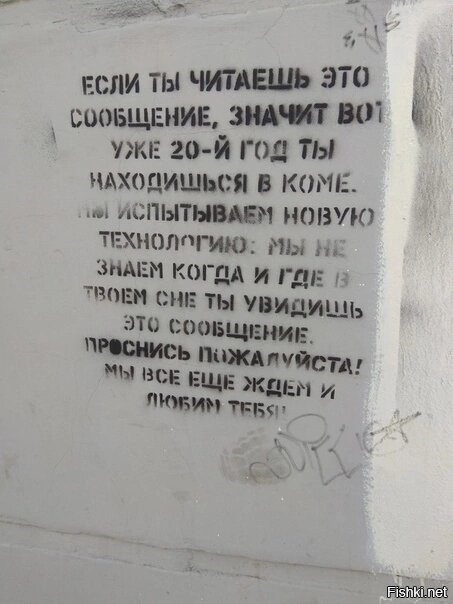 ЕСЛИ ТЫ ЧИТАЕШЬ ЭТО
СООБЩЕНИЕ, ЗНАЧИТ ВОТ
УЖЕ 20-Й ГОД ТЫ
НАХОДИШЬСЯ В КОМЕ.
МЫ ИСПЫТЫВАЕМ НОВУЮ
ТЕХНОЛОГИЮ: МЫ НЕ
ЗНАЕМ КОГДА И ГДЕ В
ТВОЕМ СНЕ ТЫ УВИДИШЬ
ЭТО СООБЩЕНИЕ.
ПРОСНИСЬ ПОЖАЛУЙСТА!
МЫ ВСЕ ЕЩЕ ЖДЕМ И
ЛЮБИМ ТЕБЯ!
Fishki.net